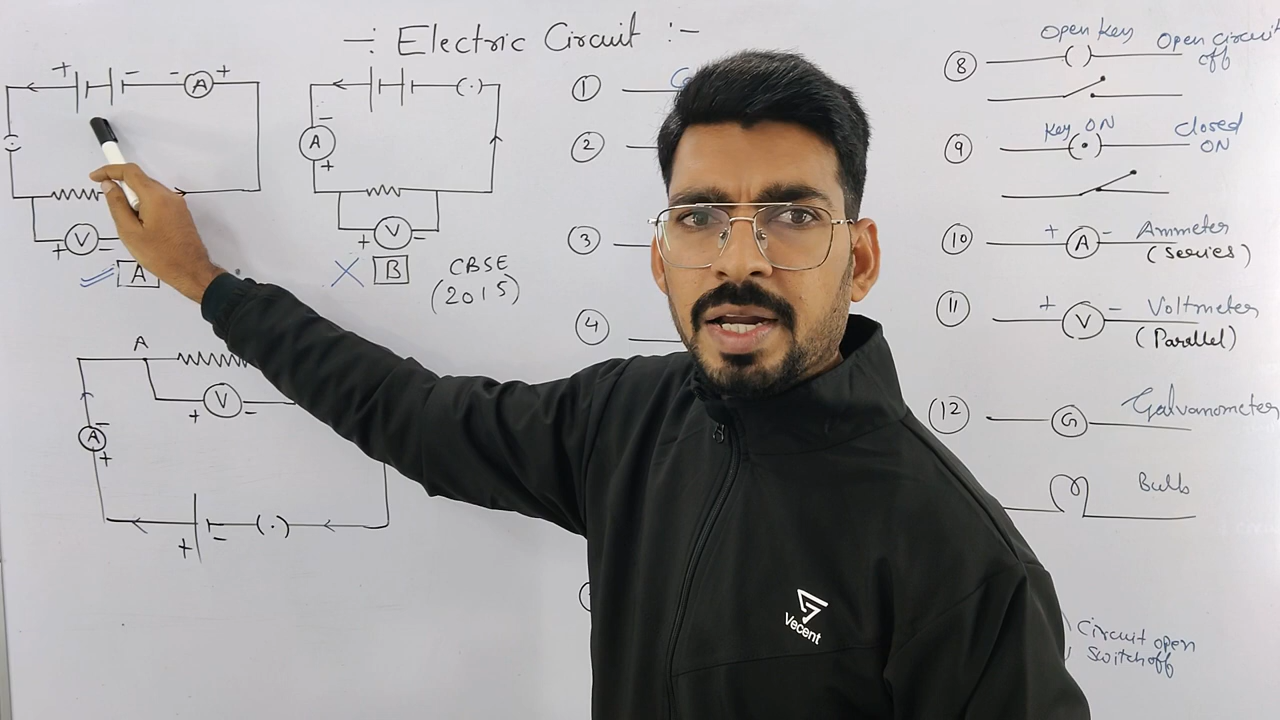 -: Electric Circuit :-
+ - - A +
A - +
+ V -
A
+ V -
B
CBSE
(2015)
A
+ V -
A - +
+ -
1
2
3
4
8 Open Key Open circuit
off
9 Key ON Closed
ON
10 + A - Ammeter
(series)
11 + V - Voltmeter
(Parallel)
12 G Galvanometer
Bulb
Circuit open
Switch off
Vecent